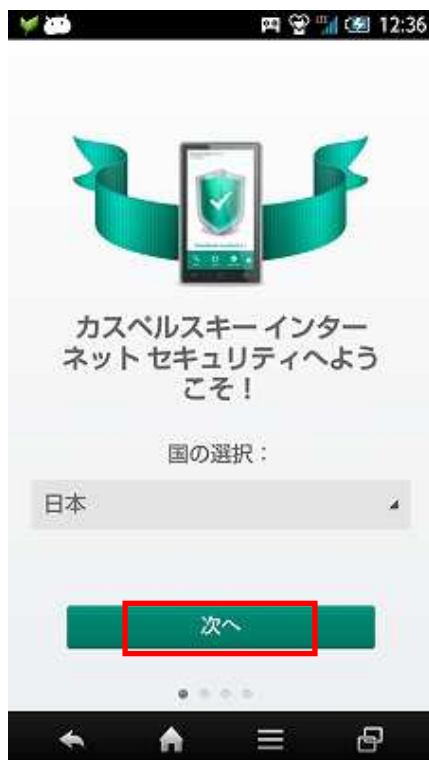 12:36
カスペルスキー インター
ネット セキュリティへよう
こそ！
国の選択：
日本
次へ